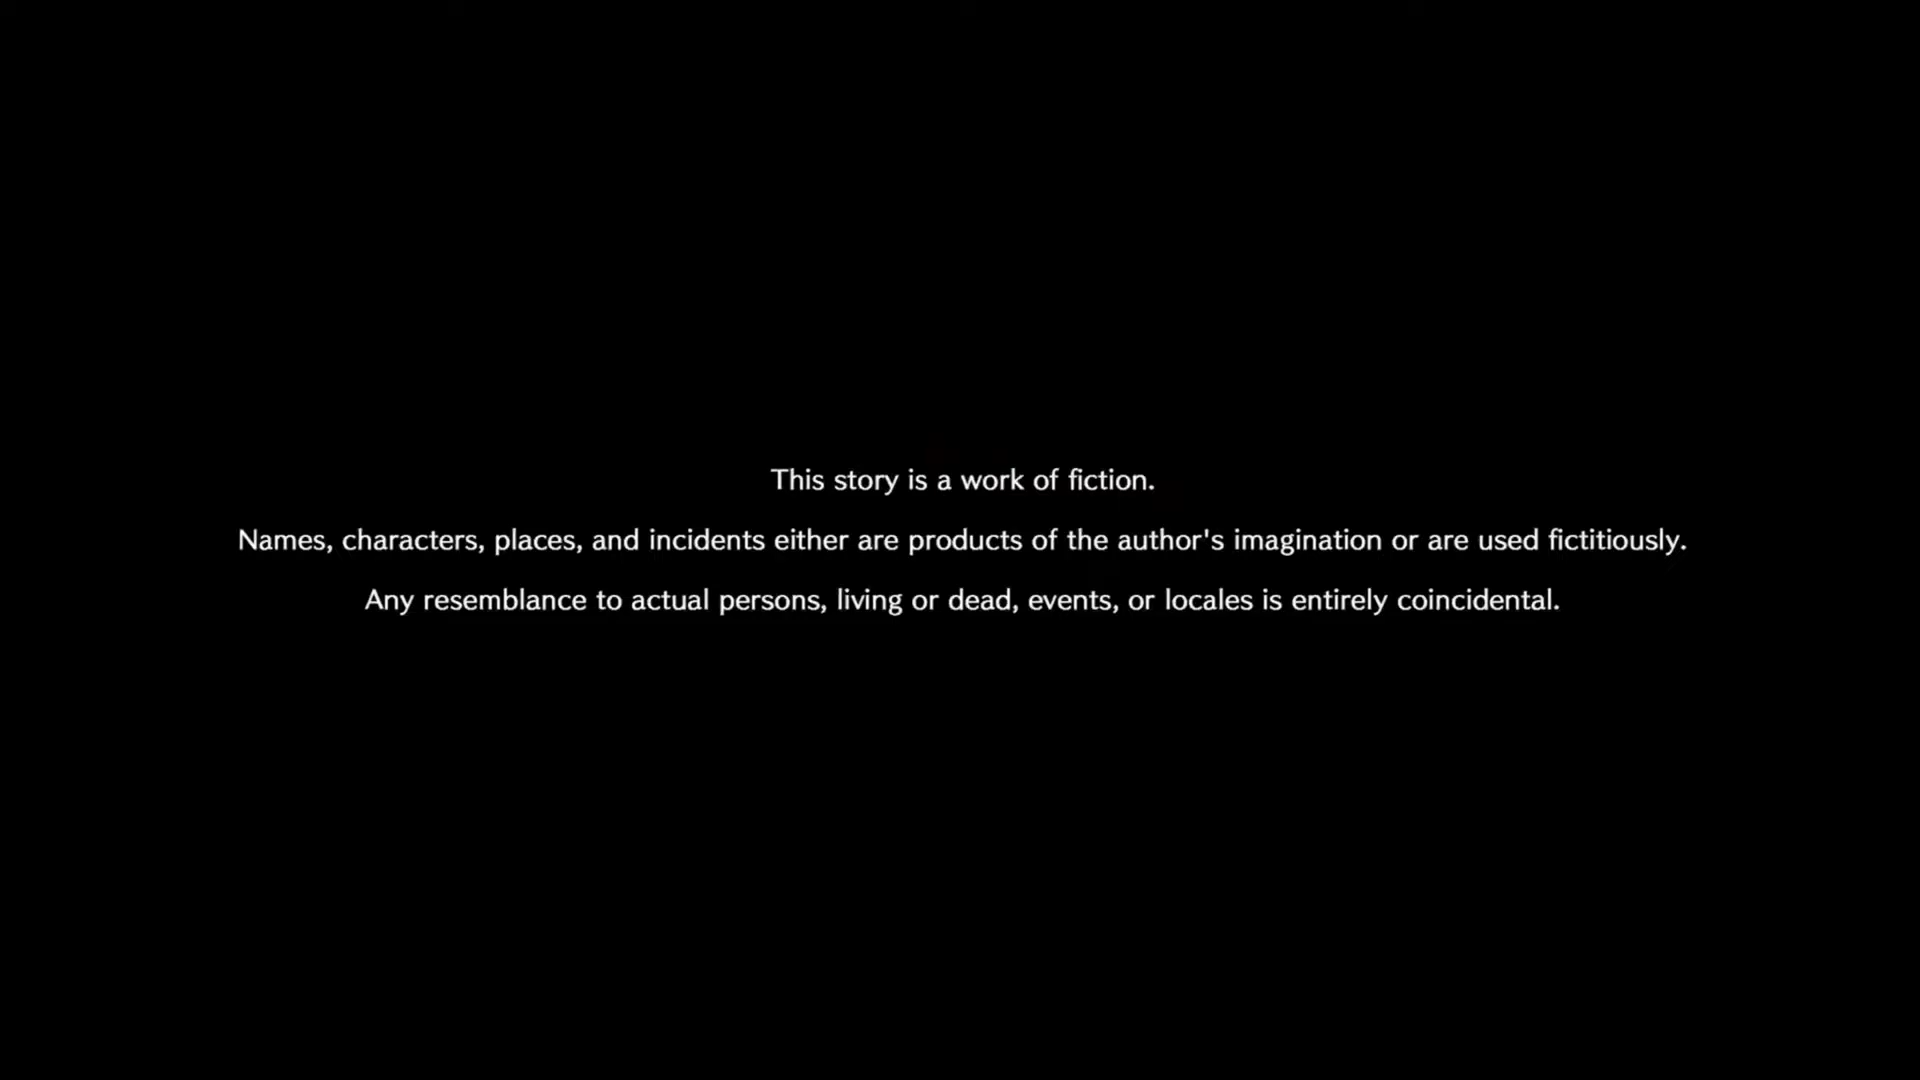 This story is a work of fiction.
Names, characters, places, and incidents either are products of the author's imagination or are used fictitiously.
Any resemblance to actual persons, living or dead, events, or locales is entirely coincidental.